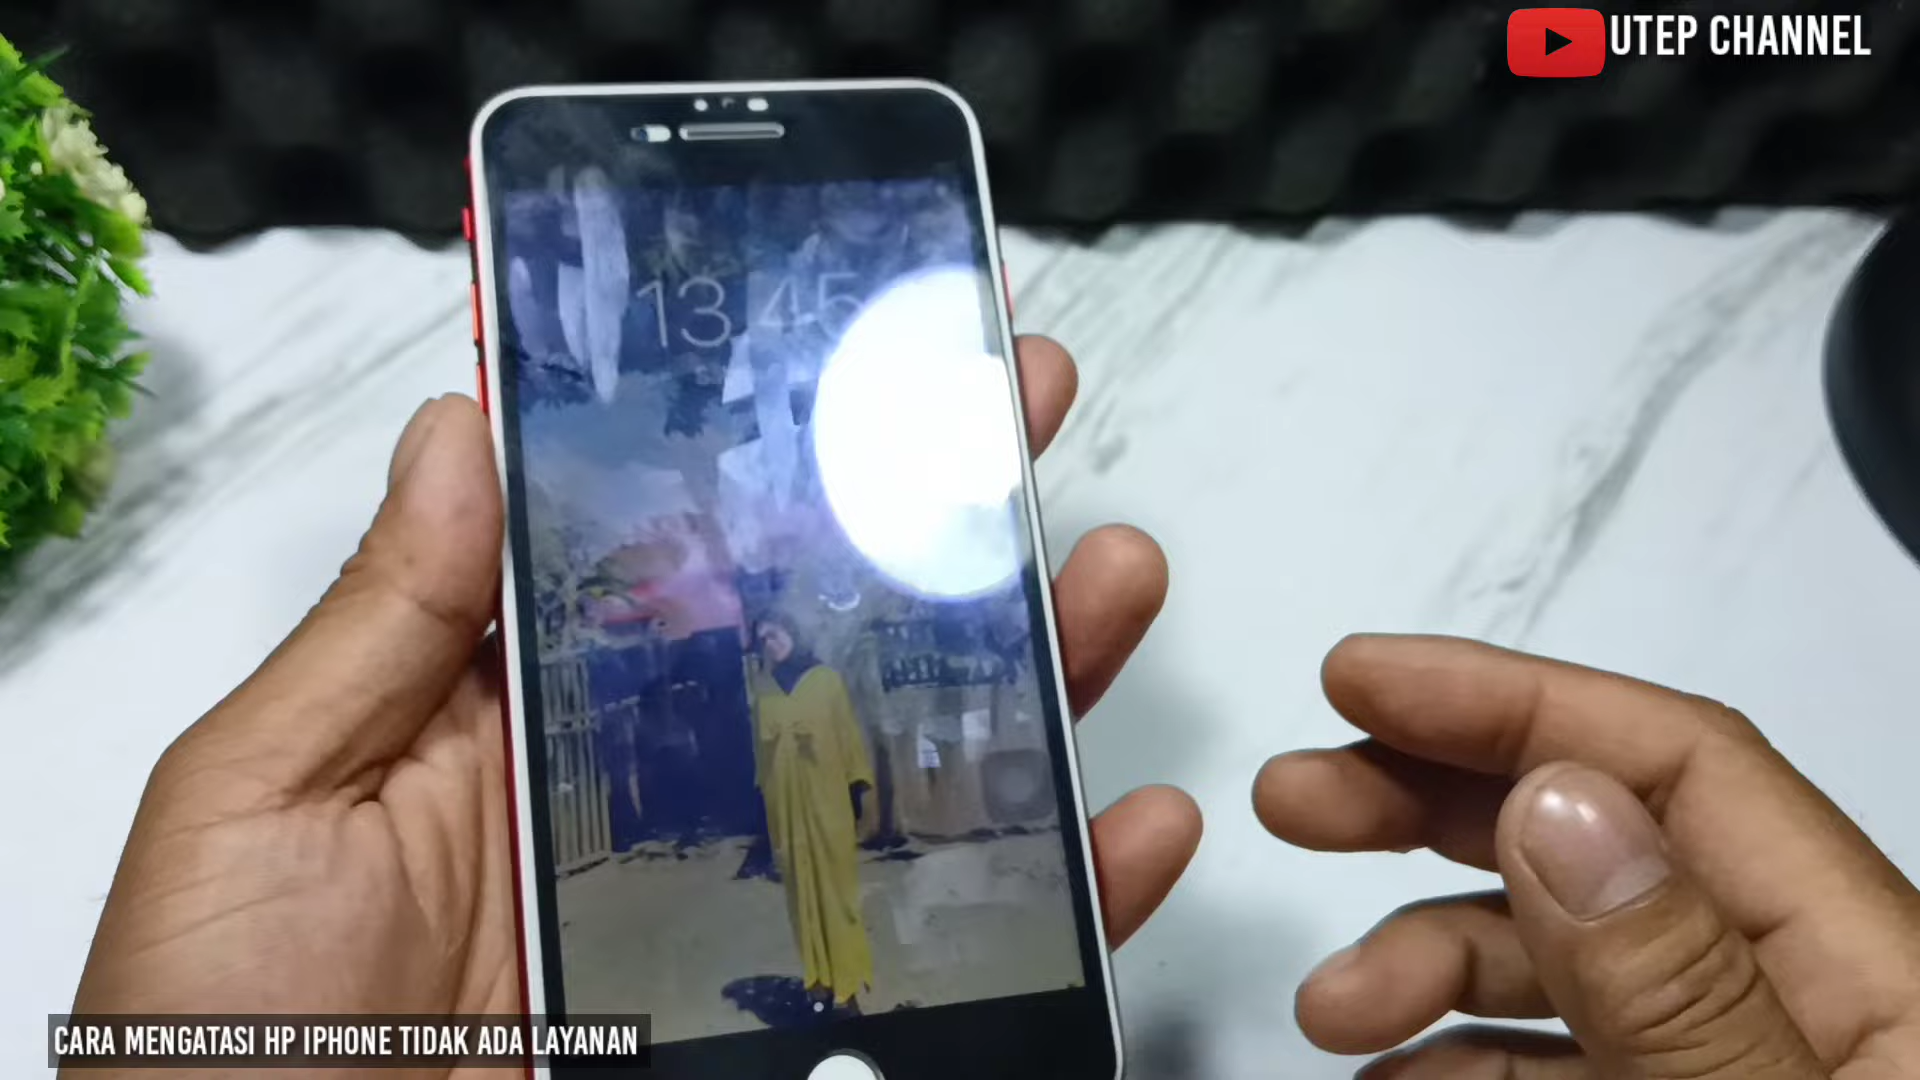 UTEP CHANNEL
13 45
CARA MENGATASI HP IPHONE TIDAK ADA LAYANAN